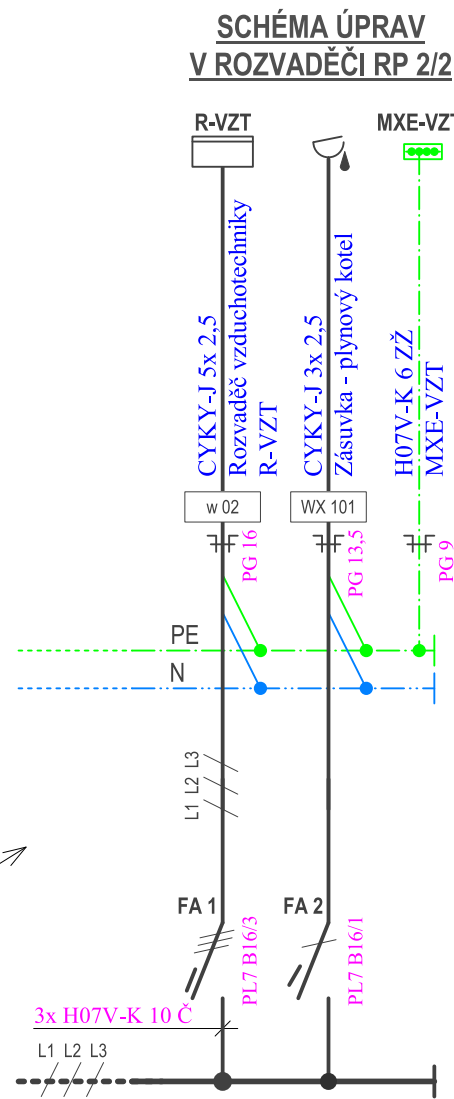 SCHÉMA ÚPRAV
V ROZVADĚČI RP 2/2
R-VZT
MXE-VZT
CYKY-J 5x 2,5
Rozvaděč vzduchotechniky
R-VZT
CYKY-J 3x 2,5
Zásuvka - plynový kotel
H07V-K 6 ZŽ
MXE-VZT
w 02
WX 101
PG 16
PG 13,5
PG 9
PE
N
L1 L2 L3
FA 1
PL7 B16/3
FA 2
PL7 B16/1
3x H07V-K 10 Č
L1 L2 L3